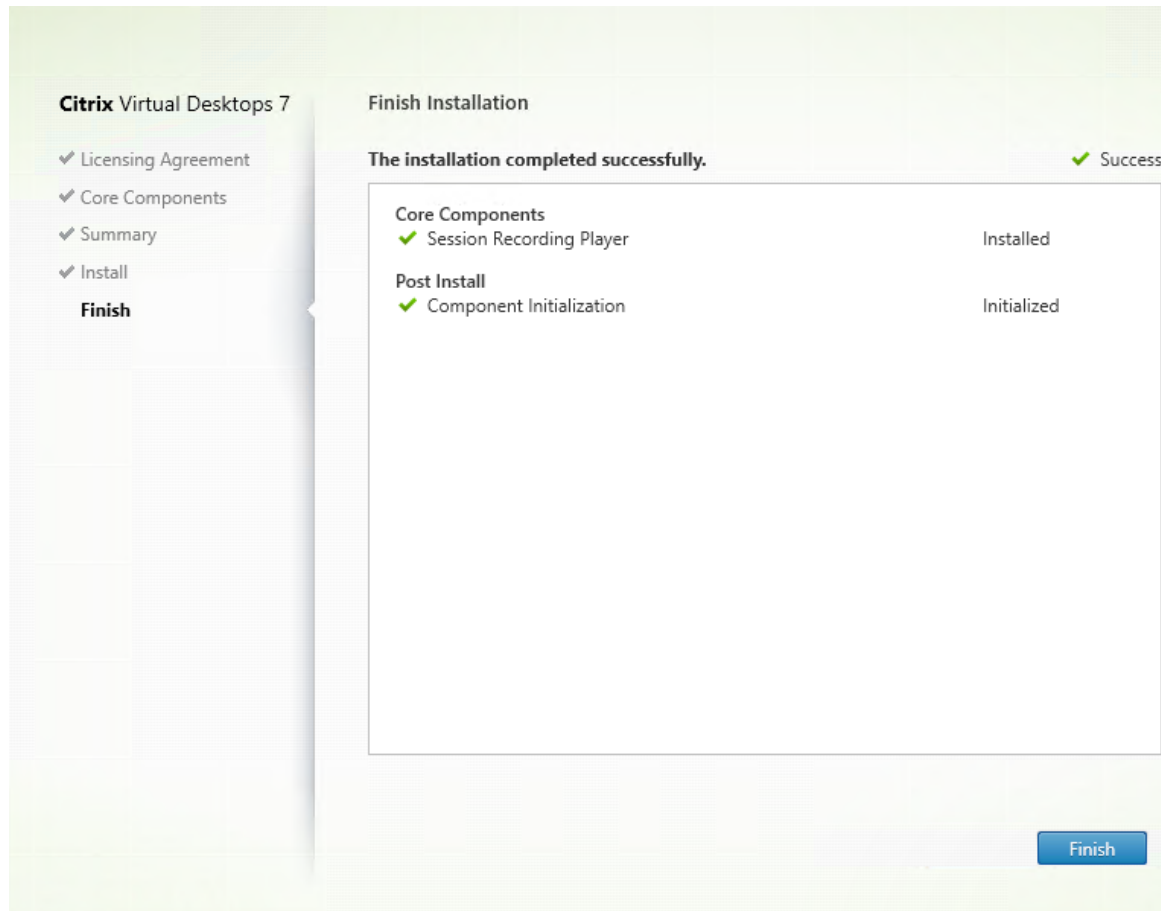 Citrix Virtual Desktops 7
Licensing Agreement
Core Components
Summary
Install
Finish
Finish Installation
The installation completed successfully.
Success
Core Components
Session Recording Player
Installed
Post Install
Component Initialization
Initialized
Finish